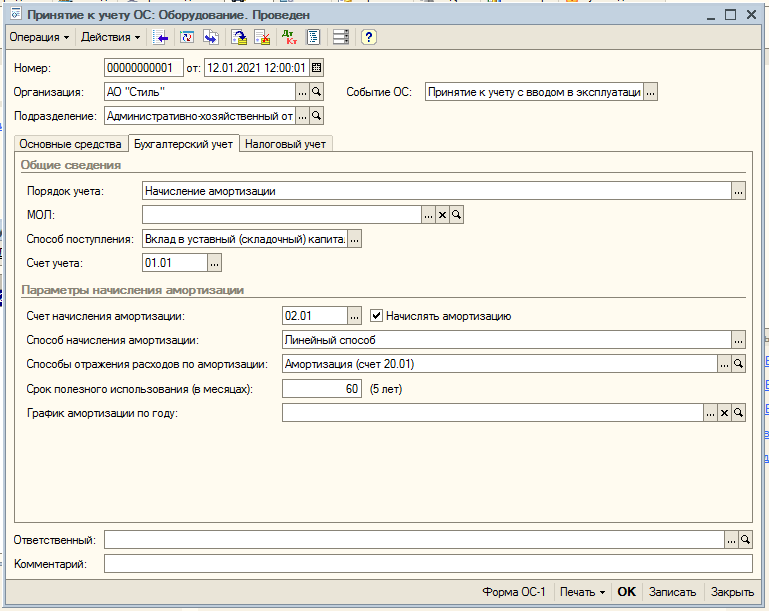 Принятие к учету ОС: Оборудование. Проведен
Операция Действия Дт Кт ?
Номер: 00000000001 от: 12.01.2021 12:00:01
Организация: АО "Стиль" ... Событие ОС: Принятие к учету с вводом в эксплуатаци ...
Подразделение: Административно-хозяйственный от ...
Основные средства Бухгалтерский учет Налоговый учет
Общие сведения
Порядок учета: Начисление амортизации ...
МОЛ: ... x
Способ поступления: Вклад в уставный (складочный) капита. ...
Счет учета: 01.01 ...
Параметры начисления амортизации
Счет начисления амортизации: 02.01 ... Начислять амортизацию
Способ начисления амортизации: Линейный способ ...
Способы отражения расходов по амортизации: Амортизация (счет 20.01) ...
Срок полезного использования (в месяцах): 60 (5 лет)
График амортизации по году: ... x
Ответственный: ...
Комментарий:
Форма ОС-1 Печать OK Записать Закрыть